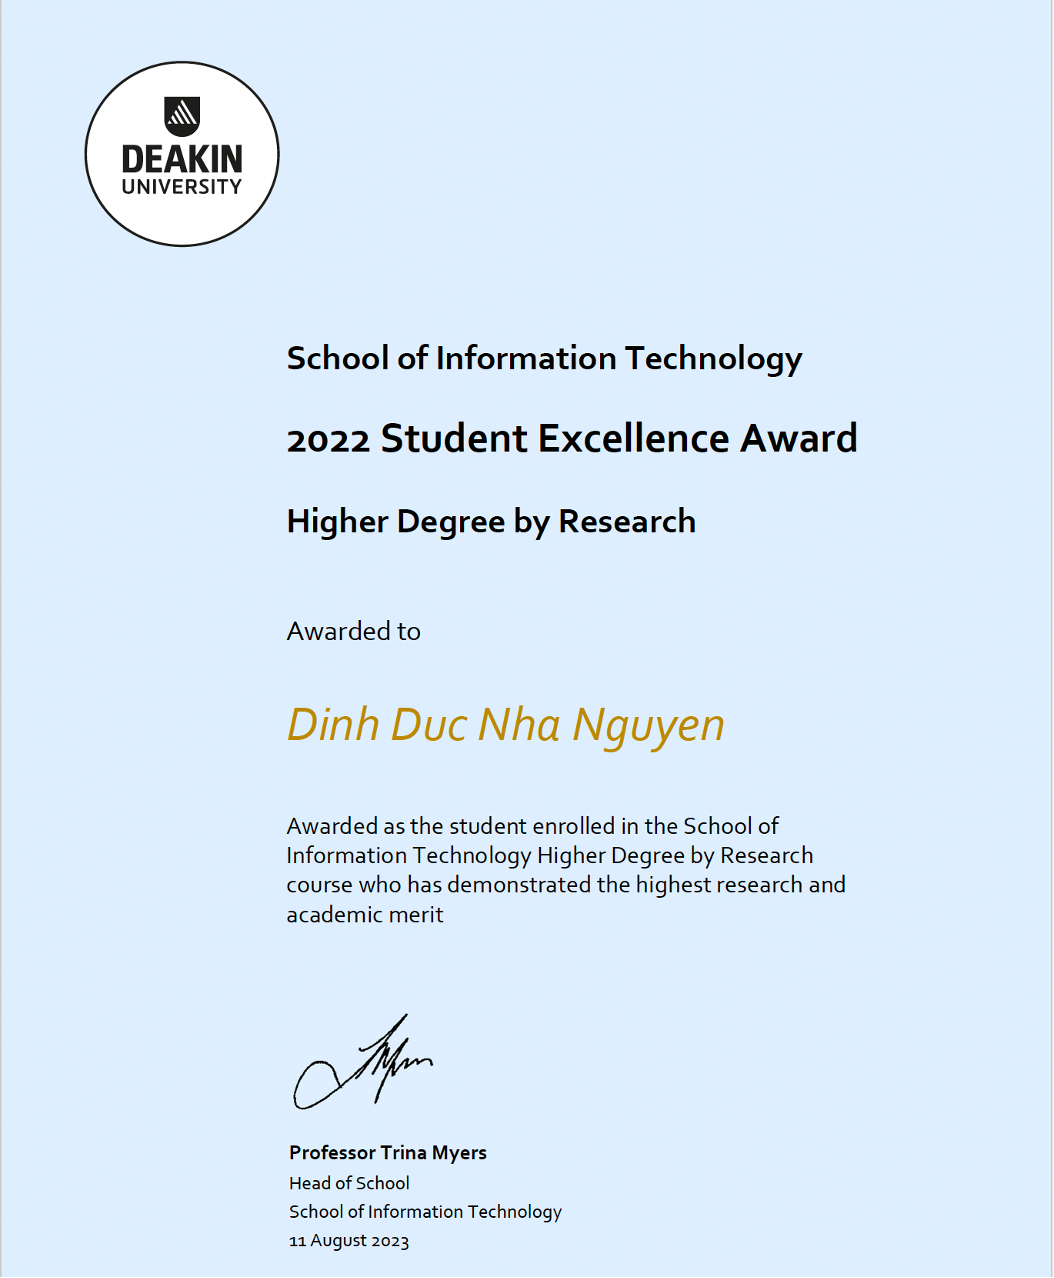 DEAKIN
UNIVERSITY
School of Information Technology
2022 Student Excellence Award
Higher Degree by Research
Awarded to
Dinh Duc Nha Nguyen
Awarded as the student enrolled in the School of
Information Technology Higher Degree by Research
course who has demonstrated the highest research and
academic merit
Professor Trina Myers
Head of School
School of Information Technology
11 August 2023